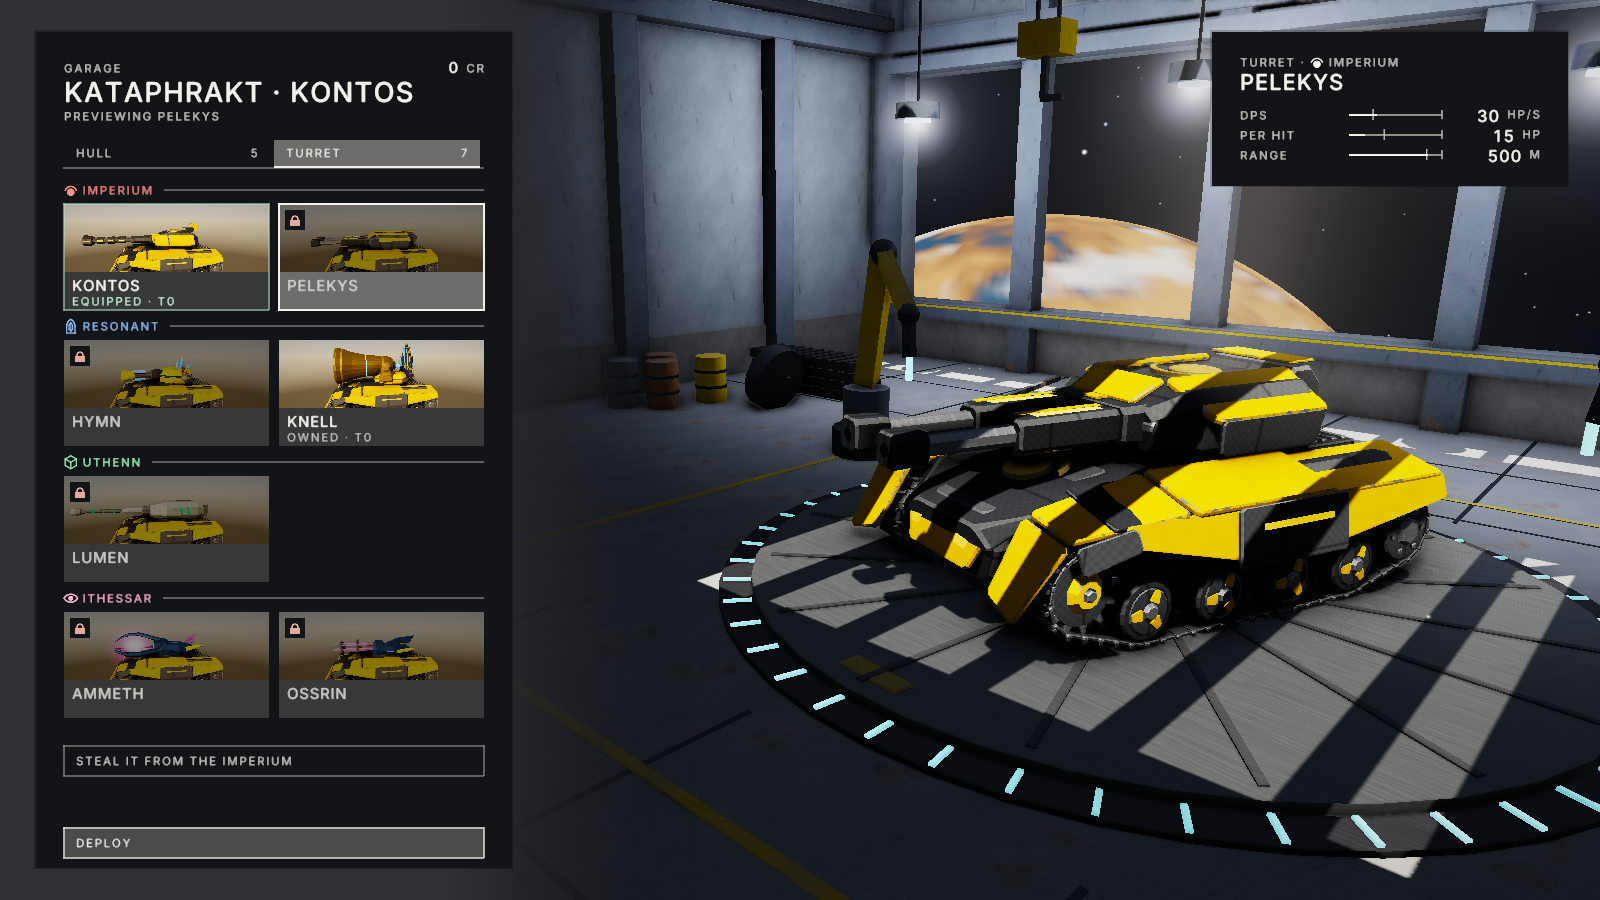 GARAGE
0 CR
KATAPHRAKT · KONTOS
PREVIEWING PELEKYS
HULL 5
TURRET 7
IMPERIUM
KONTOS
EQUIPPED · T0
PELEKYS
RESONANT
HYMN
KNELL
OWNED · T0
UTHENN
LUMEN
ITHESSAR
AMMETH
OSSRIN
STEAL IT FROM THE IMPERIUM
DEPLOY
TURRET · IMPERIUM
PELEKYS
DPS 30 HP/S
PER HIT 15 HP
RANGE 500 M